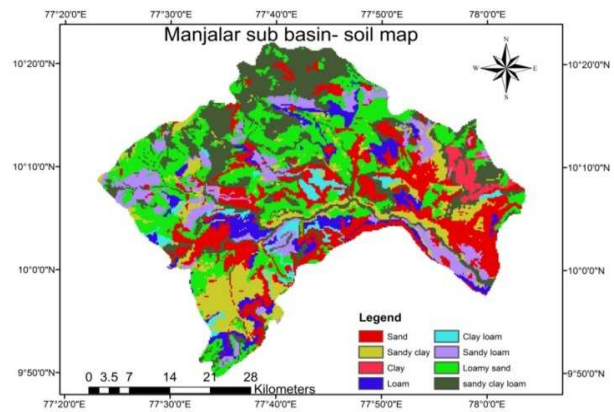 77°20'0"E 77°30'0"E 77°40'0"E 77°50'0"E 78°0'0"E
Manjalar sub basin- soil map
N
W E
S
10°20'0"N 10°20'0"N
10°10'0"N 10°10'0"N
10°0'0"N 10°0'0"N
9°50'0"N 9°50'0"N
Legend
Sand Clay loam
Sandy clay Sandy loam
Clay Loamy sand
Loam sandy clay loam
0 3.5 7 14 21 28
Kilometers
77°20'0"E 77°30'0"E 77°40'0"E 77°50'0"E 78°0'0"E